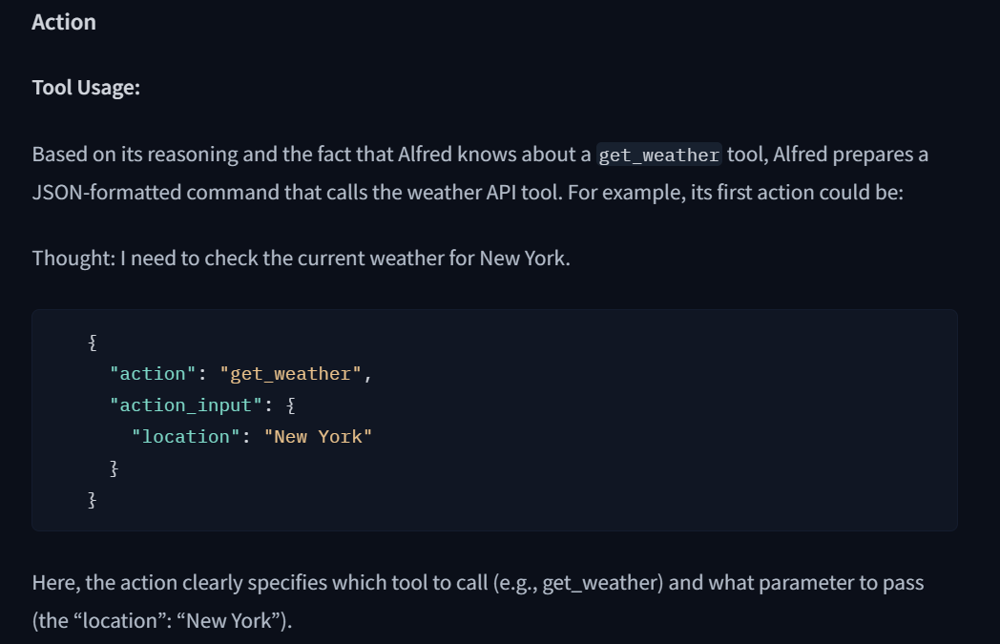 Action
Tool Usage:
Based on its reasoning and the fact that Alfred knows about a get_weather tool, Alfred prepares a
JSON-formatted command that calls the weather API tool. For example, its first action could be:
Thought: I need to check the current weather for New York.
{
  "action": "get_weather",
  "action_input": {
    "location": "New York"
  }
}
Here, the action clearly specifies which tool to call (e.g., get_weather) and what parameter to pass
(the “location”: “New York”).